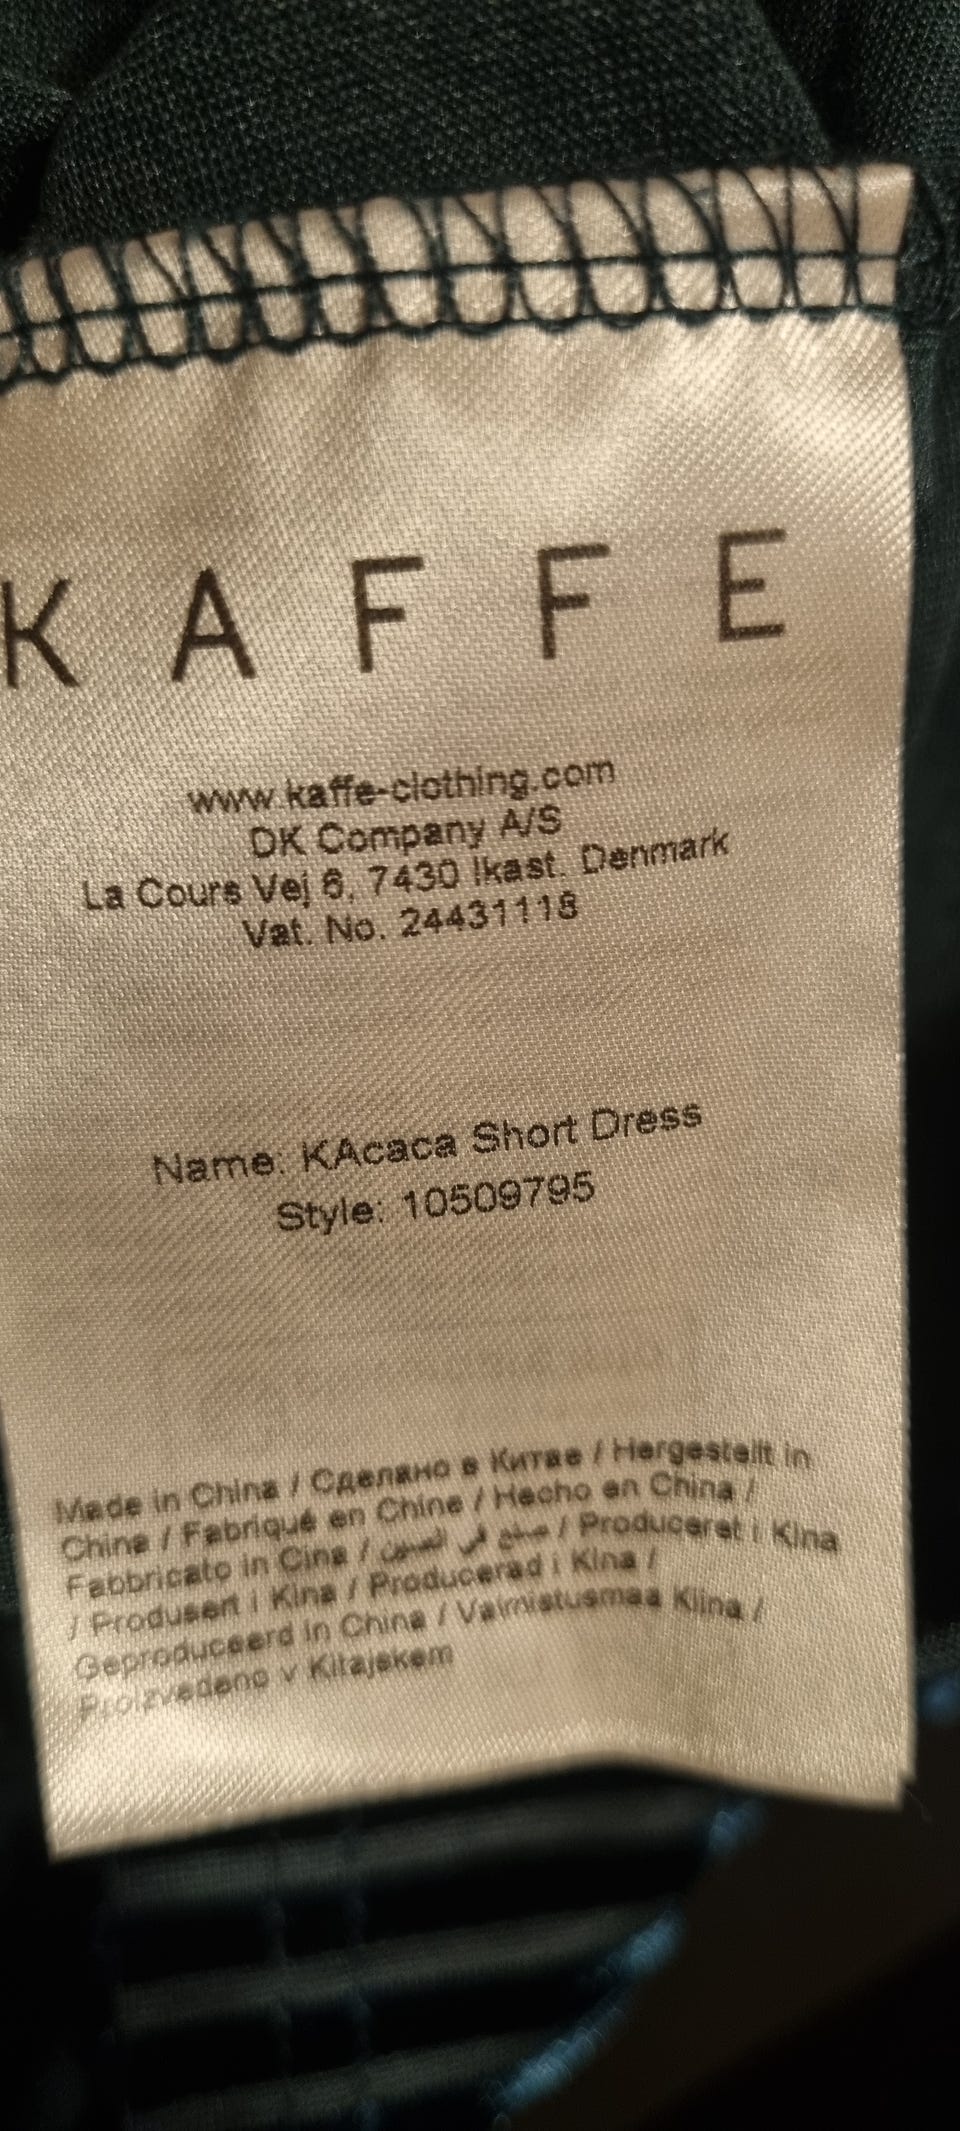 KAFFE
www.kaffe-clothing.com
DK Company A/S
La Cours Vej 6, 7430 Ikast. Denmark
Vat. No. 24431118
Name: KAcaca Short Dress
Style: 10509795
Made in China / Сделано в Китае / Hergestellt in
China / Fabriqué en Chine / Hecho en China /
Fabbricato in Cina / صنع في الصين / Produceret i Kina
/ Produsert i Kina / Producerad i Kina /
Geproduceerd in China / Valmistusmaa Kiina /
Proizvedeno v Kitajskem